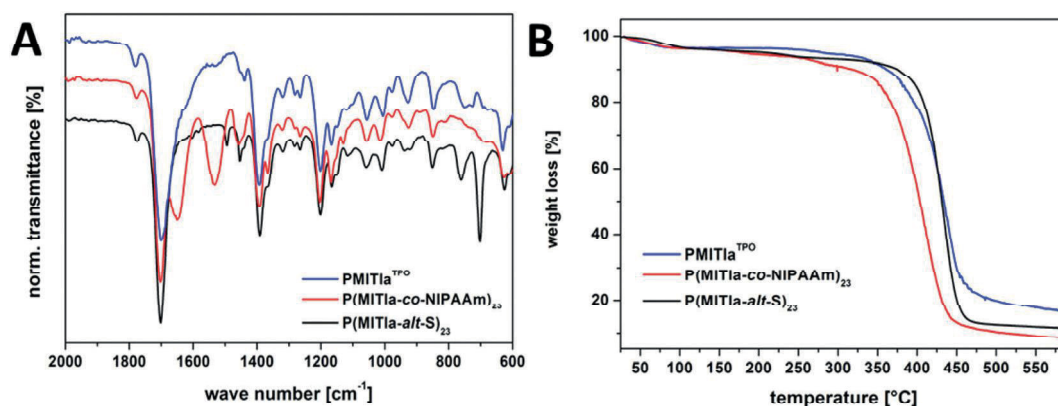 A
norm. transmittance [%]
PMITIa^TPO
P(MITIa-co-NIPAAm)23
P(MITIa-alt-S)23
2000 1800 1600 1400 1200 1000 800 600
wave number [cm⁻¹]
B
weight loss [%]
100
80
60
40
20
PMITIa^TPO
P(MITIa-co-NIPAAm)23
P(MITIa-alt-S)23
50 100 150 200 250 300 350 400 450 500 550
temperature [°C]